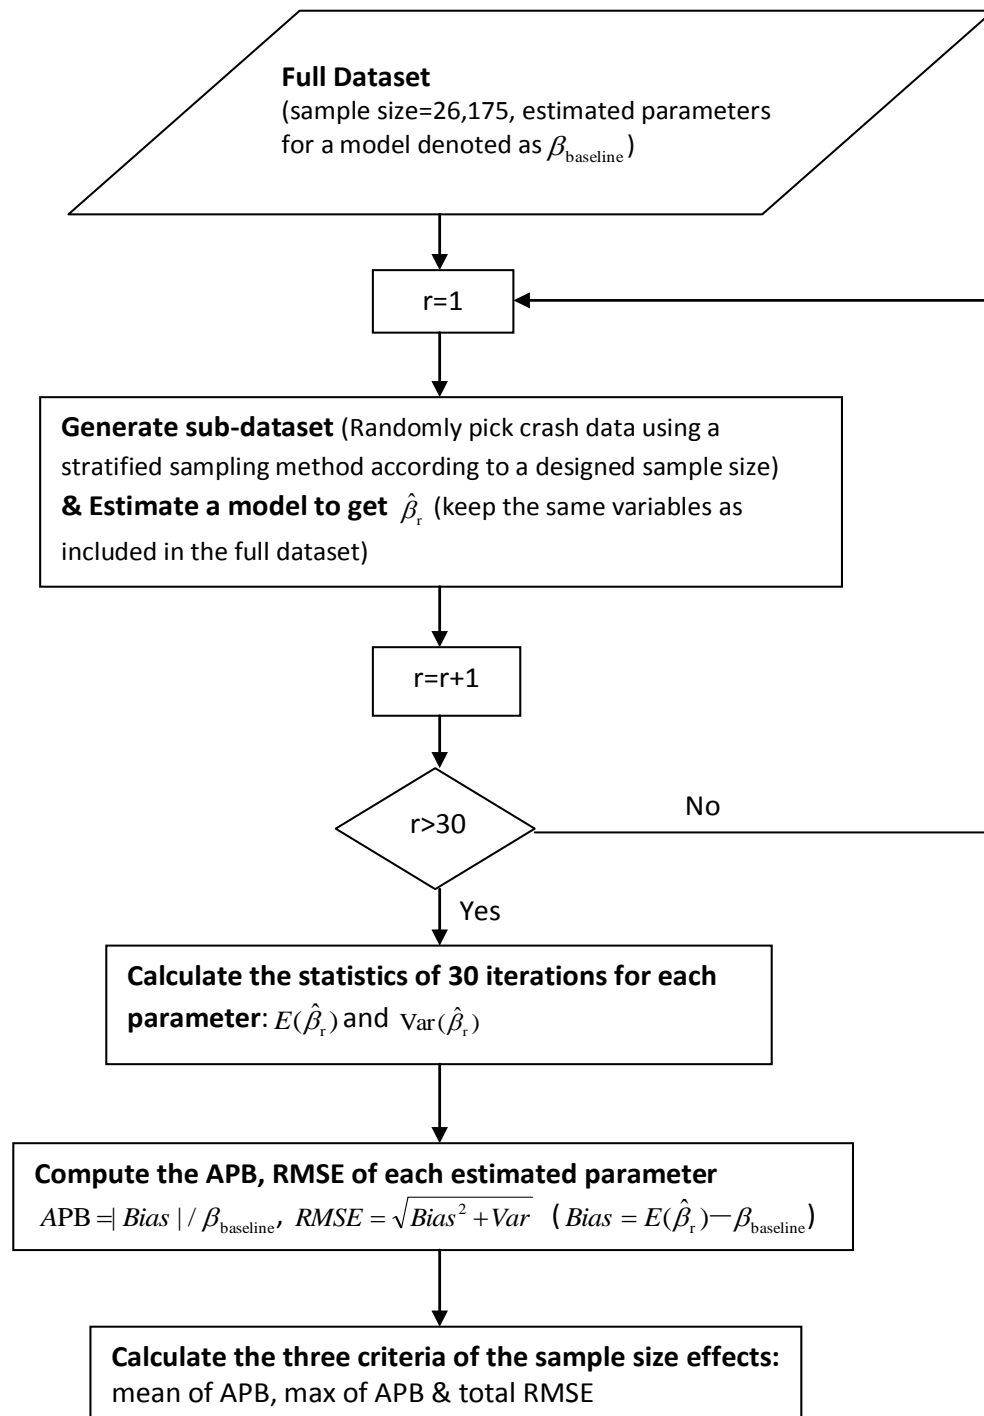 Full Dataset
(sample size=26,175, estimated parameters
for a model denoted as β_baseline)
r=1
Generate sub-dataset (Randomly pick crash data using a
stratified sampling method according to a designed sample size)
& Estimate a model to get β̂_r (keep the same variables as
included in the full dataset)
r=r+1
r>30
No
Yes
Calculate the statistics of 30 iterations for each
parameter: E(β̂_r) and Var(β̂_r)
Compute the APB, RMSE of each estimated parameter
APB =| Bias | / β_baseline, RMSE = √(Bias² + Var) (Bias = E(β̂_r)—β_baseline)
Calculate the three criteria of the sample size effects:
mean of APB, max of APB & total RMSE